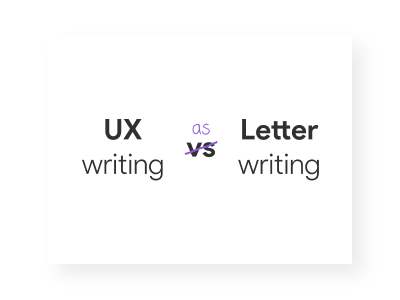 UX
writing
as
vs
Letter
writing